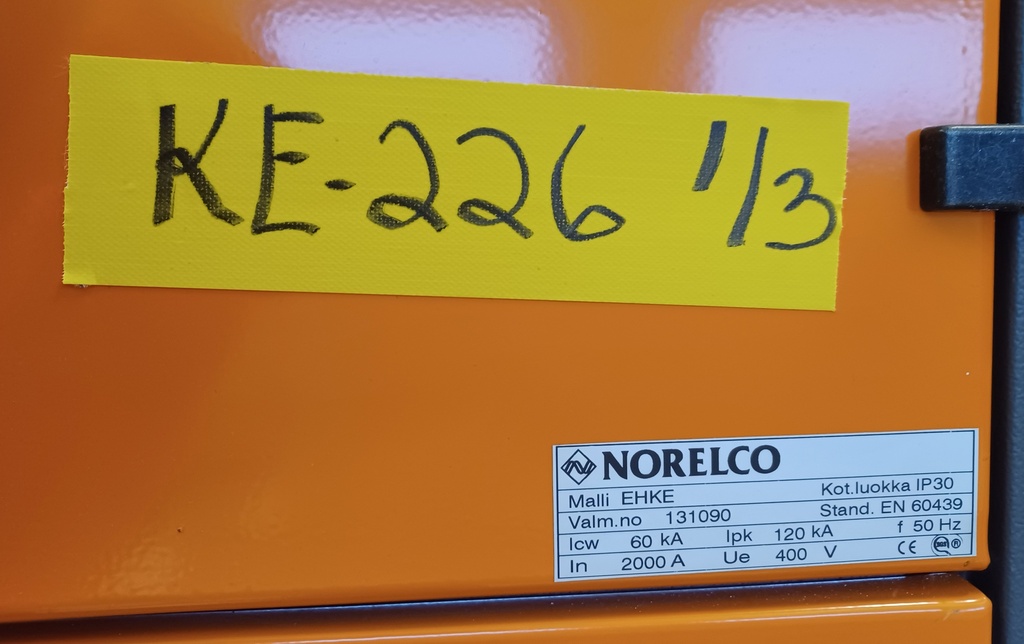 KE-226 1/3
NORELCO
Malli EHKE Kot.luokka IP30
Valm.no 131090 Stand. EN 60439
Icw 60 kA Ipk 120 kA f 50 Hz
In 2000 A Ue 400 V CE